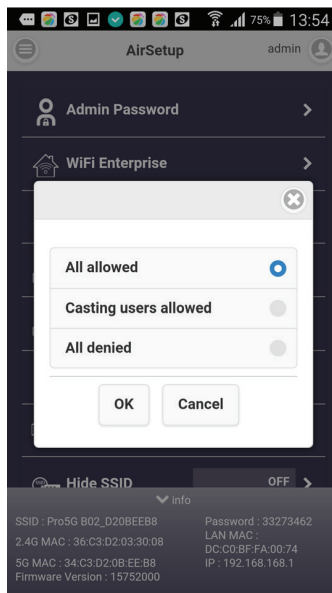 75% 13:54
AirSetup admin
Admin Password
WiFi Enterprise
All allowed
Casting users allowed
All denied
OK Cancel
Hide SSID OFF
Info
SSID : Pro5G B02_D20BEEB8
Password : 33273462
2.4G MAC : 36:C3:D2:03:30:08
LAN MAC :
DC:C0:BF:FA:00:74
5G MAC : 34:C3:D2:0B:EE:B8
IP : 192.168.168.1
Firmware Version : 15752000